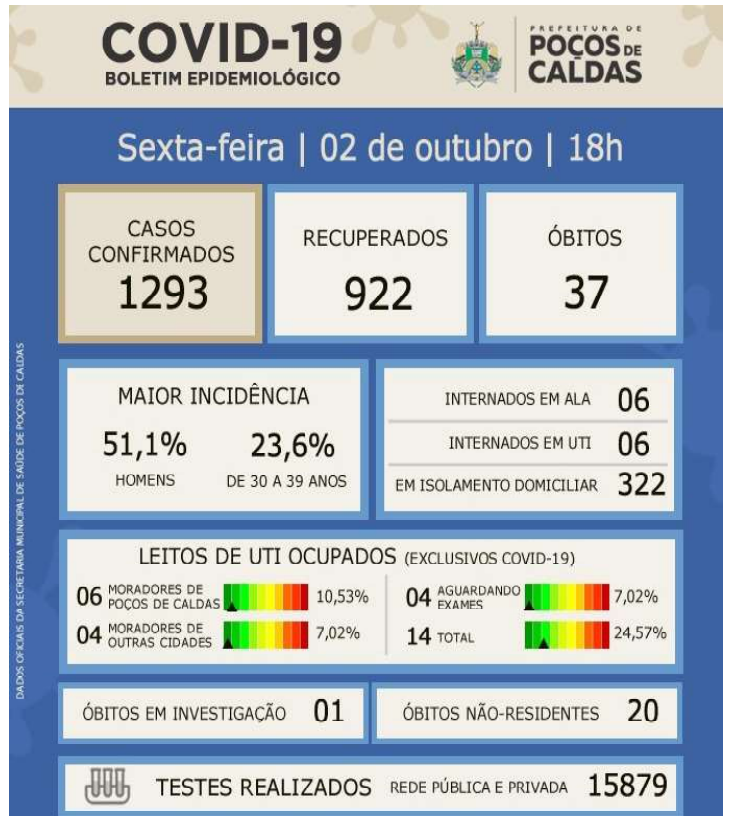 COVID-19
BOLETIM EPIDEMIOLÓGICO
PREFEITURA DE
POÇOS DE
CALDAS
Sexta-feira | 02 de outubro | 18h
CASOS
CONFIRMADOS
1293
RECUPERADOS
922
ÓBITOS
37
MAIOR INCIDÊNCIA
51,1%
HOMENS
23,6%
DE 30 A 39 ANOS
INTERNADOS EM ALA 06
INTERNADOS EM UTI 06
EM ISOLAMENTO DOMICILIAR 322
LEITOS DE UTI OCUPADOS (EXCLUSIVOS COVID-19)
06 MORADORES DE
POÇOS DE CALDAS 10,53%
04 MORADORES DE
OUTRAS CIDADES 7,02%
04 AGUARDANDO
EXAMES 7,02%
14 TOTAL 24,57%
ÓBITOS EM INVESTIGAÇÃO 01
ÓBITOS NÃO-RESIDENTES 20
TESTES REALIZADOS REDE PÚBLICA E PRIVADA 15879
DADOS OFICIAIS DA SECRETARIA MUNICIPAL DE SAÚDE DE POÇOS DE CALDAS